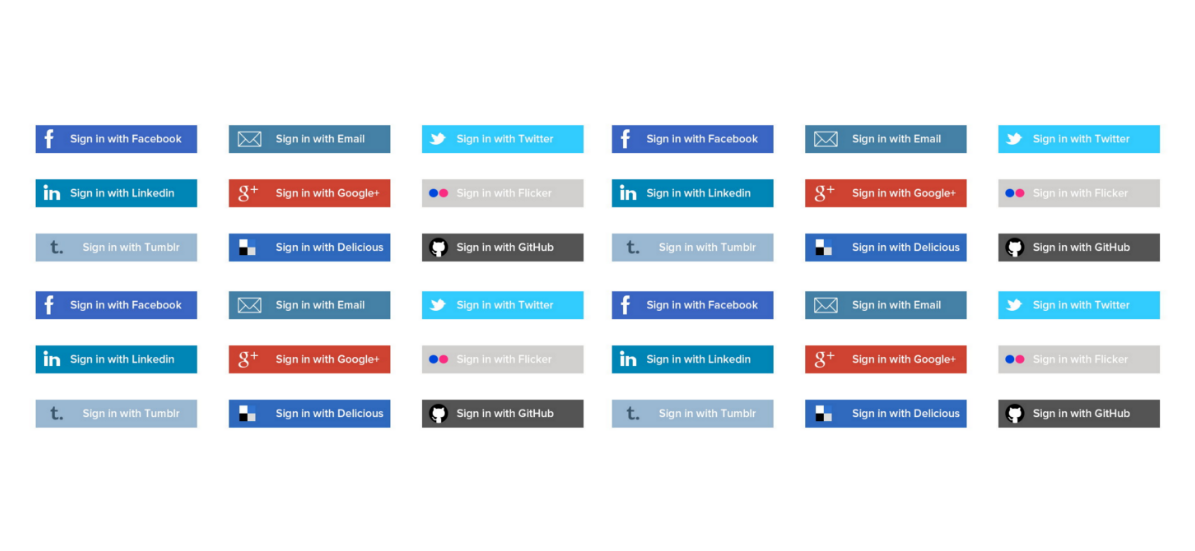 Sign in with Facebook Sign in with Email Sign in with Twitter Sign in with Facebook Sign in with Email Sign in with Twitter
Sign in with Linkedin Sign in with Google+ Sign in with Flicker Sign in with Linkedin Sign in with Google+ Sign in with Flicker
Sign in with Tumblr Sign in with Delicious Sign in with GitHub Sign in with Tumblr Sign in with Delicious Sign in with GitHub
Sign in with Facebook Sign in with Email Sign in with Twitter Sign in with Facebook Sign in with Email Sign in with Twitter
Sign in with Linkedin Sign in with Google+ Sign in with Flicker Sign in with Linkedin Sign in with Google+ Sign in with Flicker
Sign in with Tumblr Sign in with Delicious Sign in with GitHub Sign in with Tumblr Sign in with Delicious Sign in with GitHub